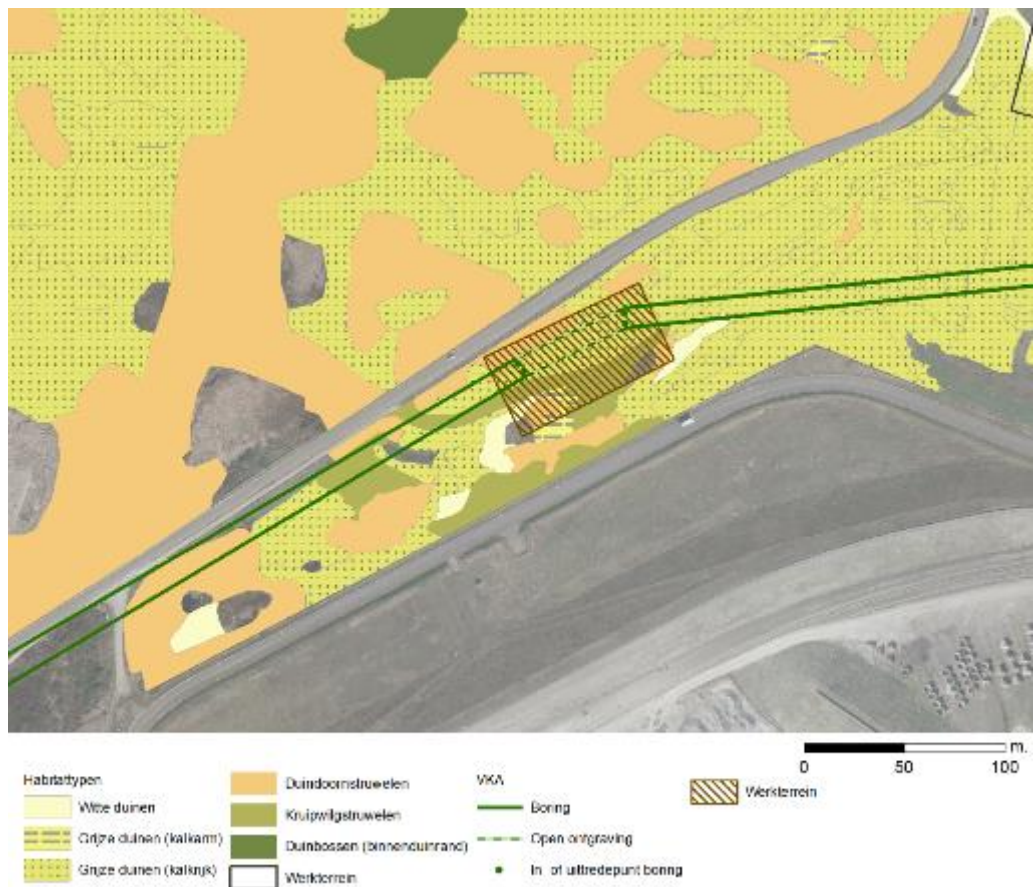 m.
0 50 100
Habitattypen
Witte duinen
Grijze duinen (kalkarm)
Grijze duinen (kalkrijk)
Duindoornstruwelen
Kruipwilgstruwelen
Duinbossen (binnenduinrand)
Werkterrein
VKA
Boring
Open ontgraving
In of uittredepunt boring
Werkterrein